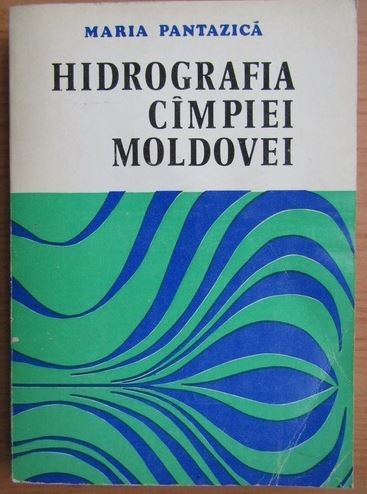 MARIA PANTAZICĂ
HIDROGRAFIA
CÎMPIEI
MOLDOVEI